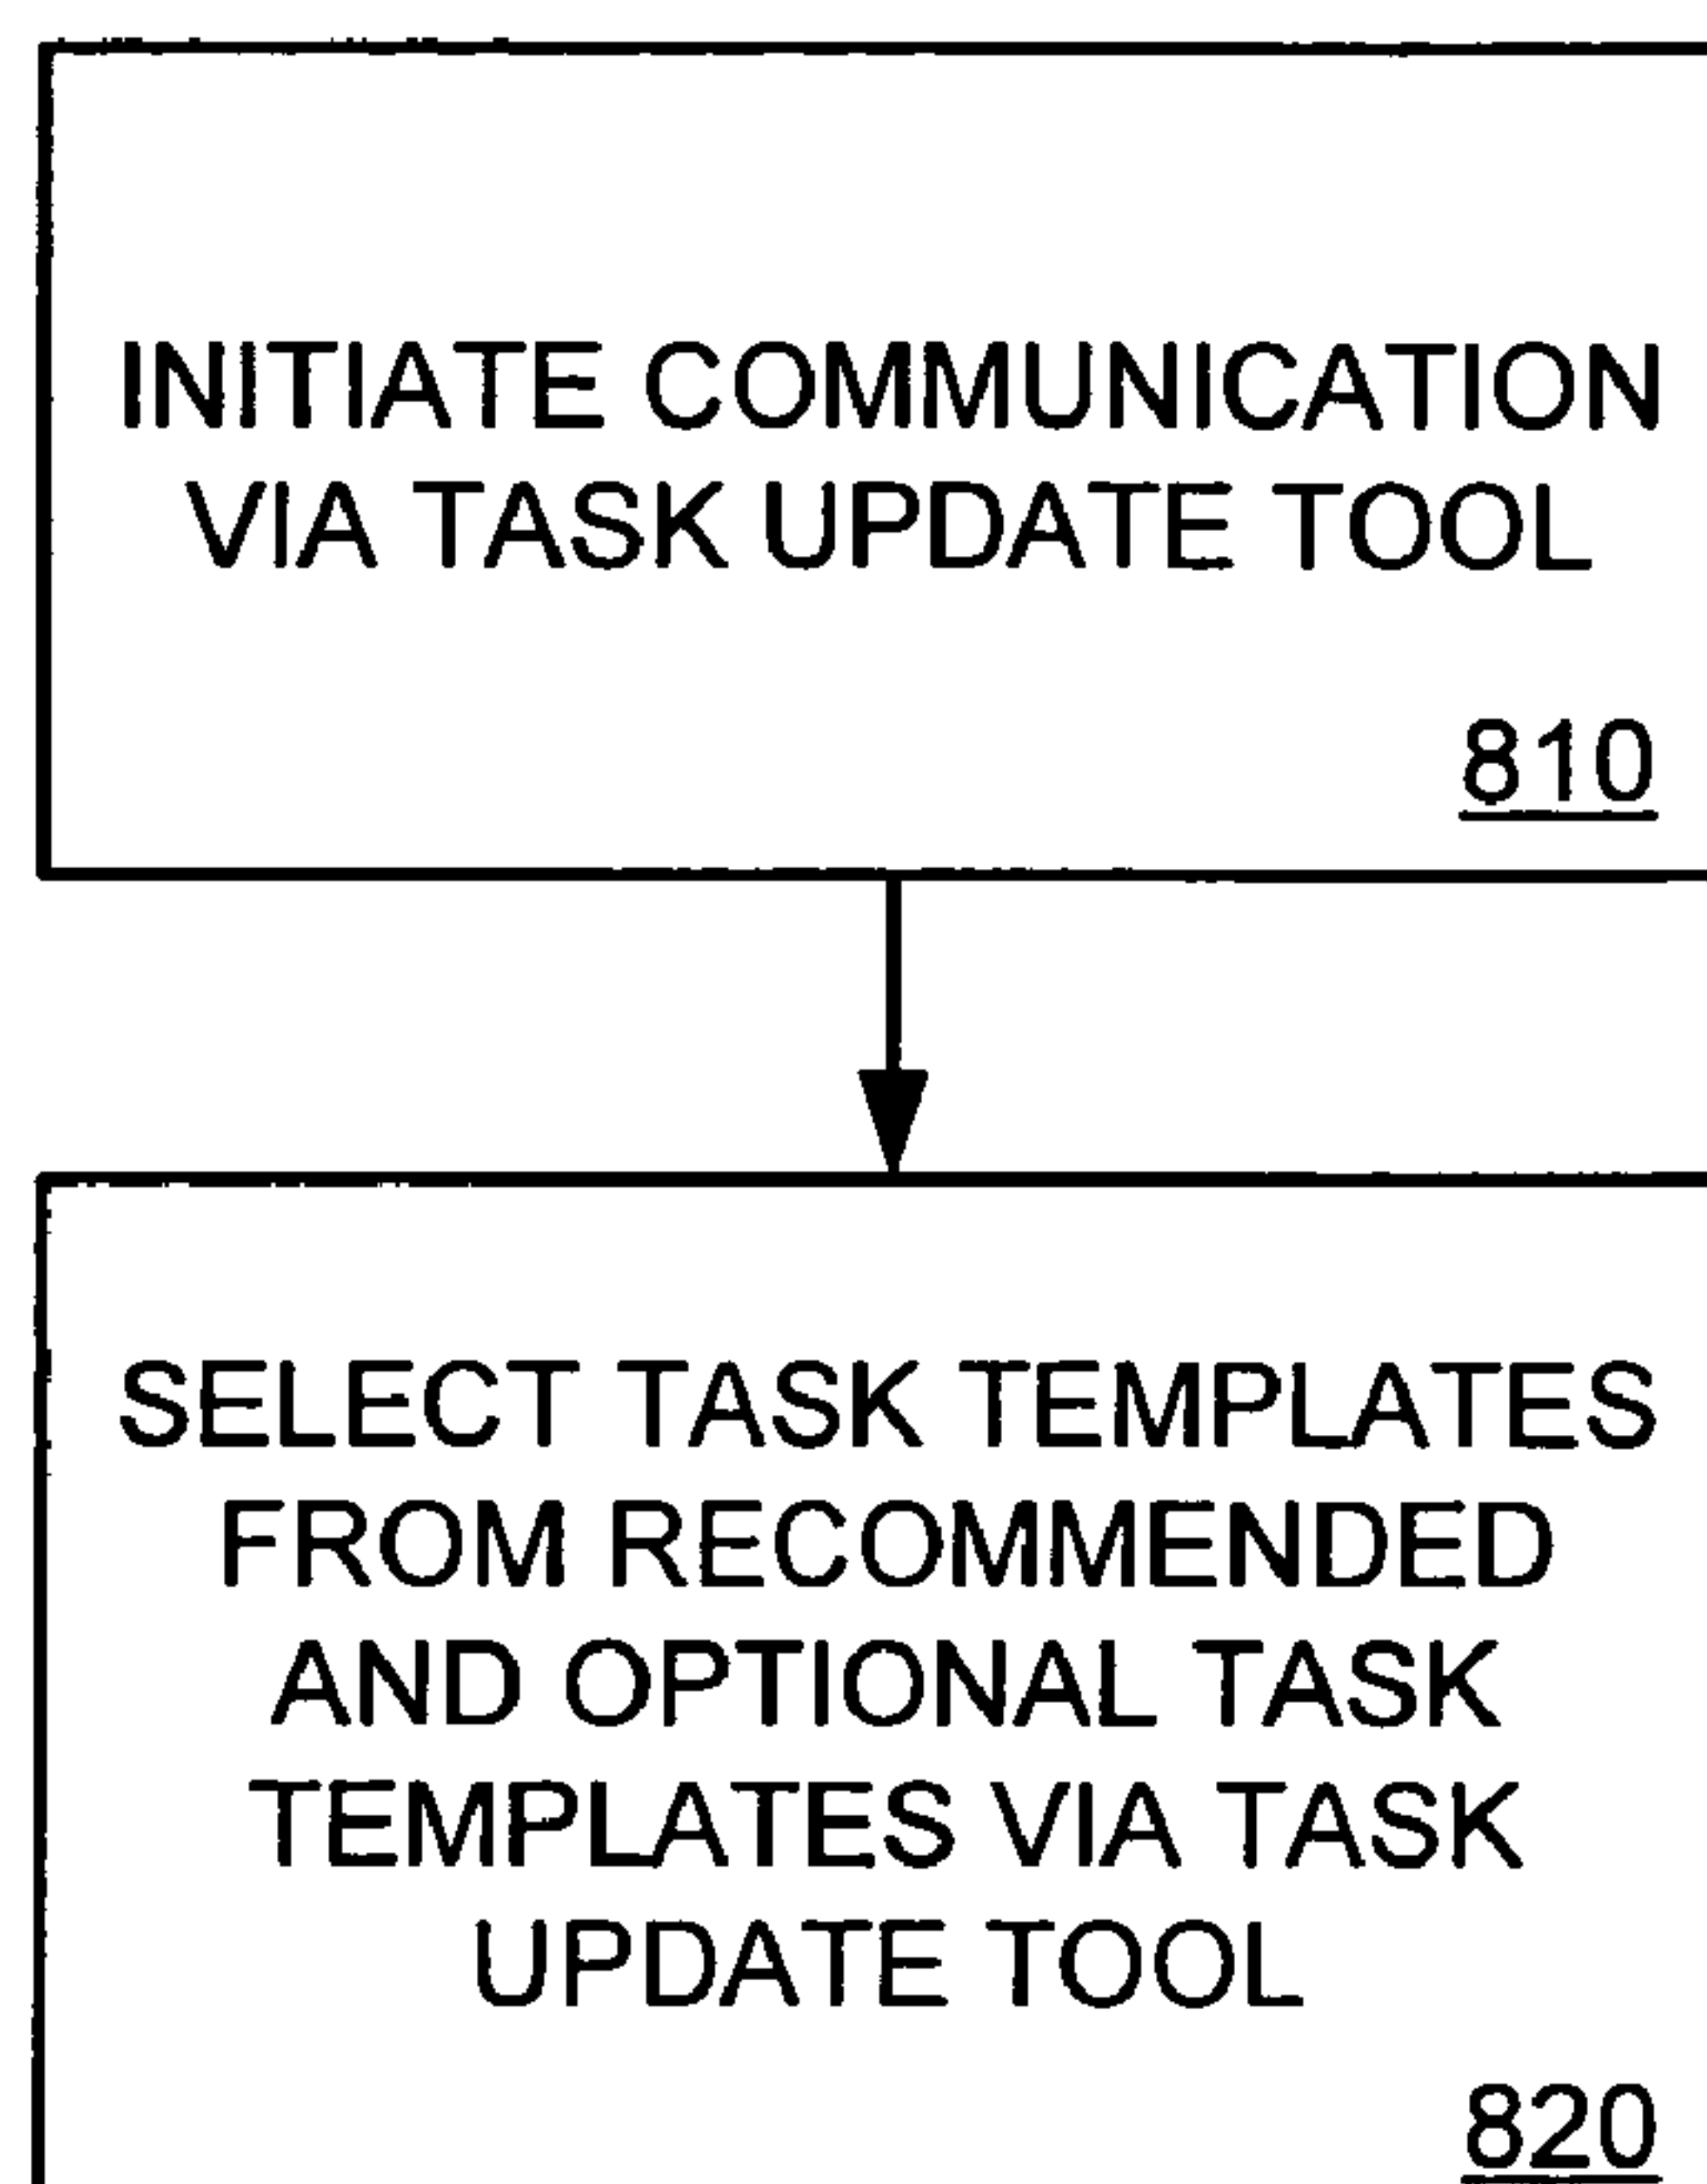 INITIATE COMMUNICATION
VIA TASK UPDATE TOOL
810
SELECT TASK TEMPLATES
FROM RECOMMENDED
AND OPTIONAL TASK
TEMPLATES VIA TASK
UPDATE TOOL
820